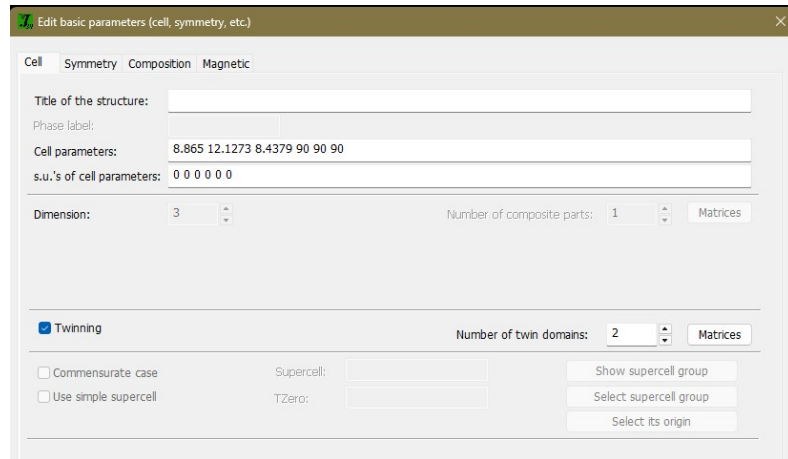 Edit basic parameters (cell, symmetry, etc.)
Cell Symmetry Composition Magnetic
Title of the structure:
Phase label:
Cell parameters: 8.865 12.1273 8.4379 90 90 90
s.u.'s of cell parameters: 0 0 0 0 0 0
Dimension: 3 Number of composite parts: 1 Matrices
Twinning Number of twin domains: 2 Matrices
Commensurate case Supercell: Show supercell group
Use simple supercell TZero: Select supercell group
Select its origin